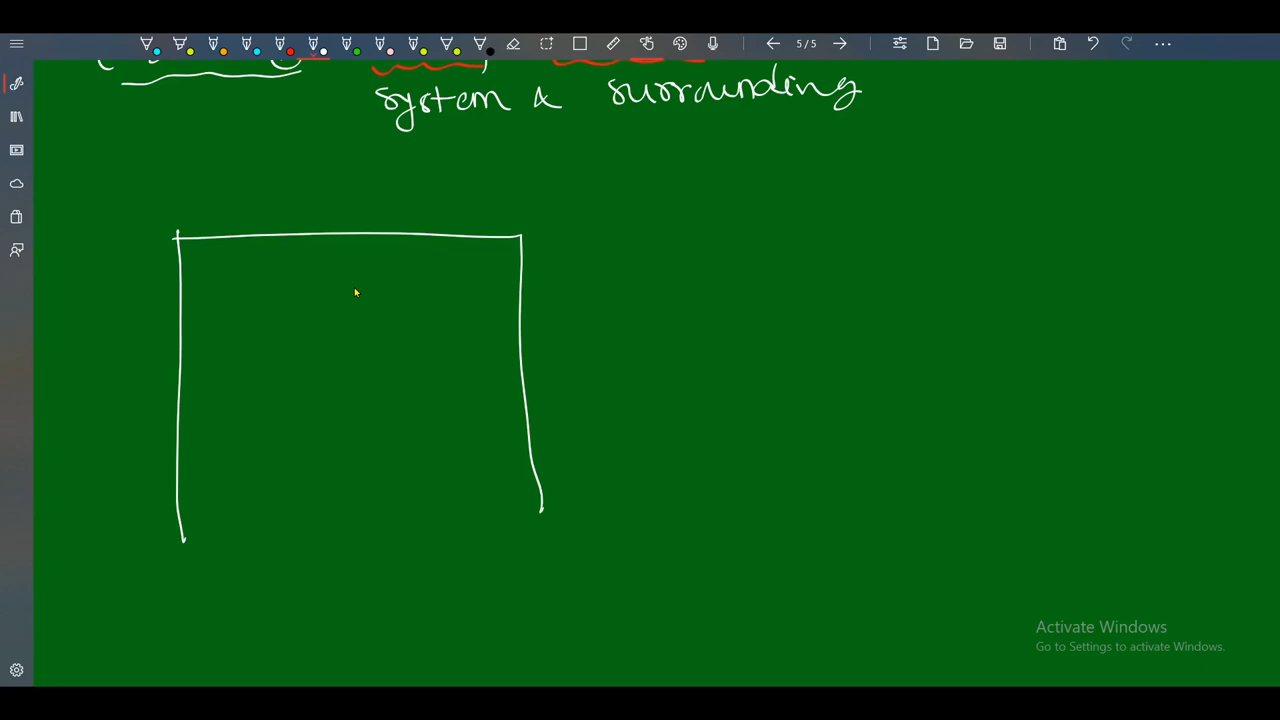 5/5
system & surrounding
Activate Windows
Go to Settings to activate Windows.